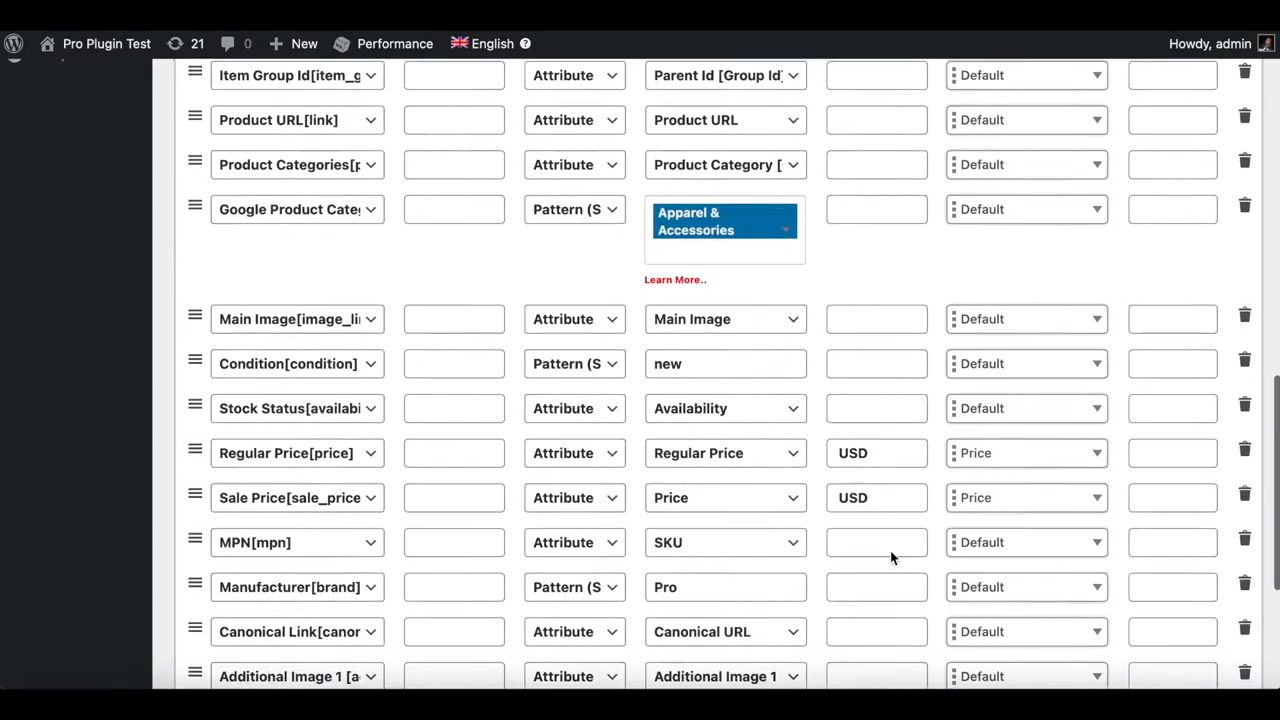 Pro Plugin Test 21 0 New Performance English ? Howdy, admin
Item Group Id[item_g Attribute Parent Id [Group Id] Default
Product URL[link] Attribute Product URL Default
Product Categories[p Attribute Product Category [ Default
Google Product Cate Pattern (S Apparel & Default
Accessories
Learn More..
Main Image[image_li Attribute Main Image Default
Condition[condition] Pattern (S new Default
Stock Status[availabi Attribute Availability Default
Regular Price[price] Attribute Regular Price USD Price
Sale Price[sale_price Attribute Price USD Price
MPN[mpn] Attribute SKU Default
Manufacturer[brand] Pattern (S Pro Default
Canonical Link[canor Attribute Canonical URL Default
Additional Image 1 [a Attribute Additional Image 1 Default